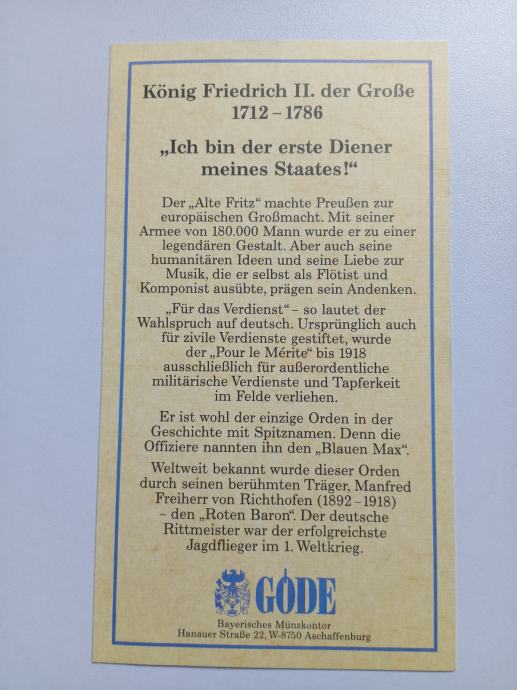 König Friedrich II. der Große
1712–1786
„Ich bin der erste Diener
meines Staates!“
Der „Alte Fritz“ machte Preußen zur
europäischen Großmacht. Mit seiner
Armee von 180.000 Mann wurde er zu einer
legendären Gestalt. Aber auch seine
humanitären Ideen und seine Liebe zur
Musik, die er selbst als Flötist und
Komponist ausübte, prägen sein Andenken.
„Für das Verdienst“ – so lautet der
Wahlspruch auf deutsch. Ursprünglich auch
für zivile Verdienste gestiftet, wurde
der „Pour le Mérite“ bis 1918
ausschließlich für außerordentliche
militärische Verdienste und Tapferkeit
im Felde verliehen.
Er ist wohl der einzige Orden in der
Geschichte mit Spitznamen. Denn die
Offiziere nannten ihn den „Blauen Max“.
Weltweit bekannt wurde dieser Orden
durch seinen berühmten Träger, Manfred
Freiherr von Richthofen (1892–1918)
– den „Roten Baron“. Der deutsche
Rittmeister war der erfolgreichste
Jagdflieger im 1. Weltkrieg.
GÖDE
Bayerisches Münzkontor
Hanauer Straße 22, W-8750 Aschaffenburg